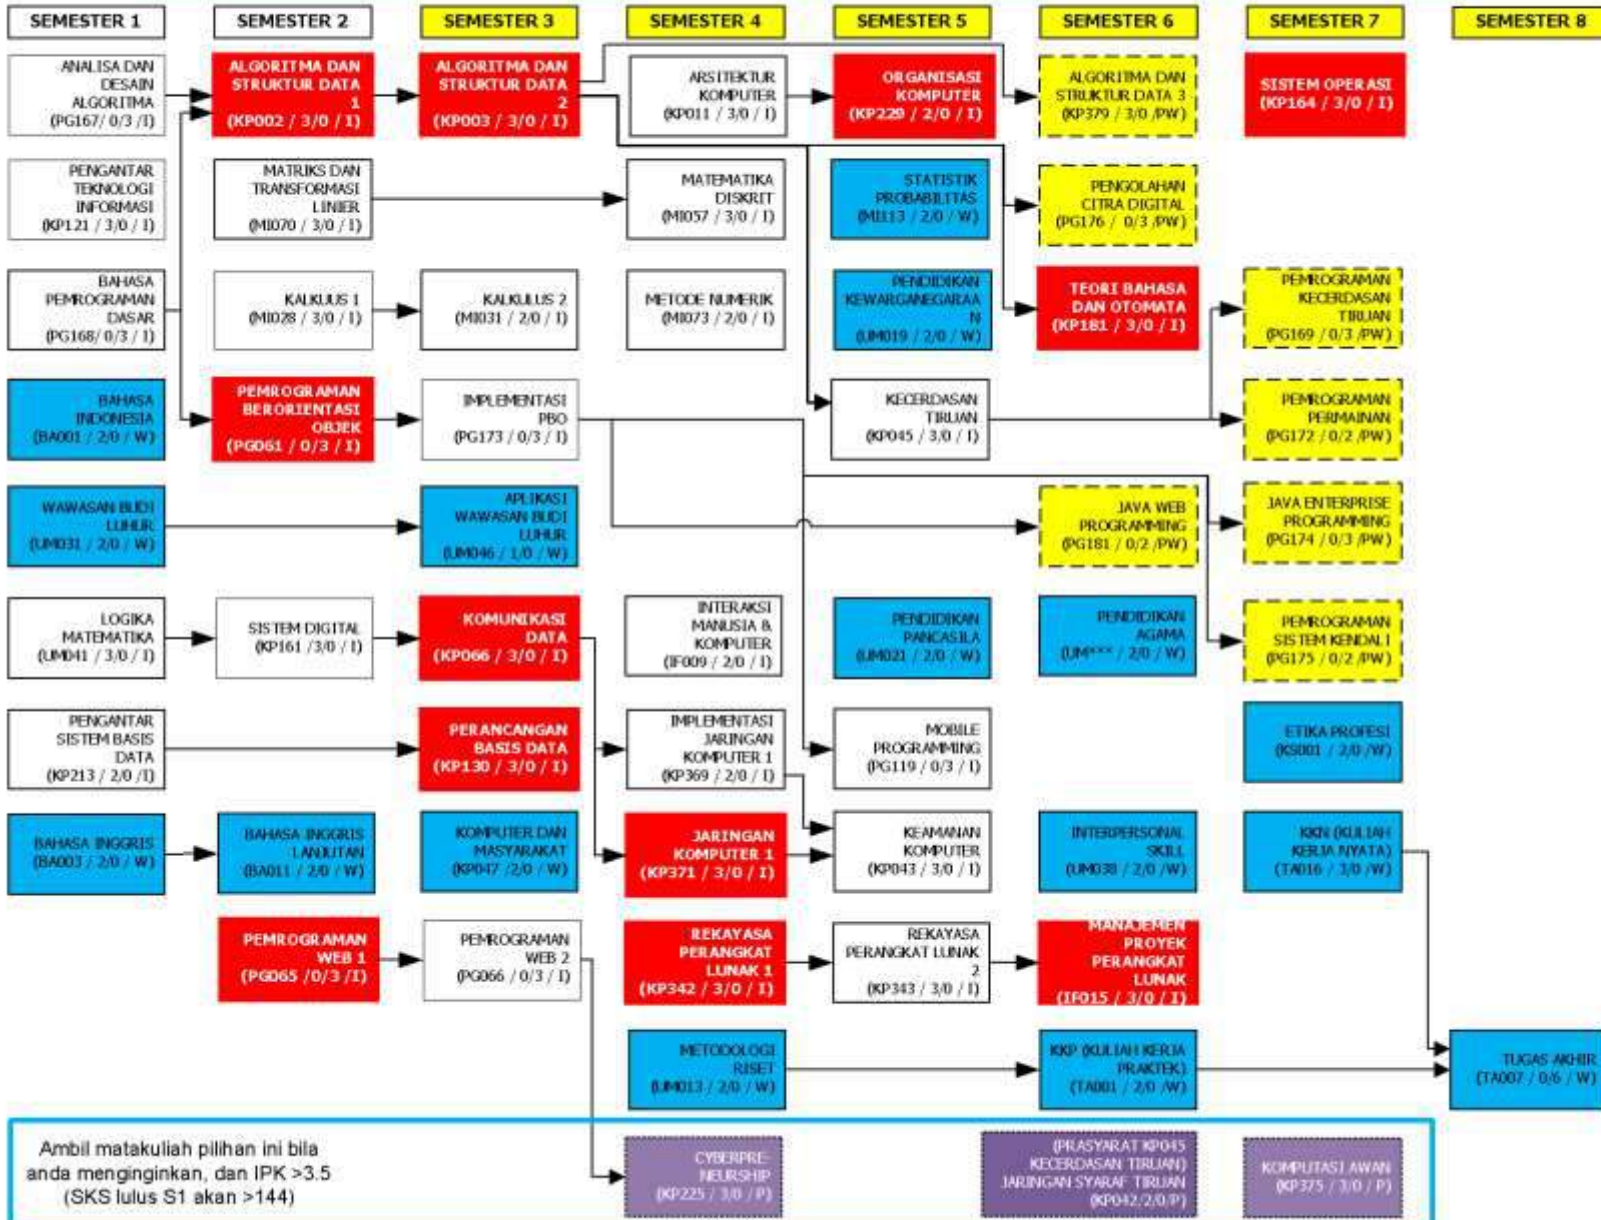 SEMESTER 1
SEMESTER 2
SEMESTER 3
SEMESTER 4
SEMESTER 5
SEMESTER 6
SEMESTER 7
SEMESTER 8
ANALISA DAN
DESAIN
ALGORITMA
(PG167/ 0/3 /I)
ALGORITMA DAN
STRUKTUR DATA
1
(KP002 / 3/0 / I)
ALGORITMA DAN
STRUKTUR DATA
2
(KP003 / 3/0 / I)
ARSITEKTUR
KOMPUTER
(KP011 / 3/0 / I)
ORGANISASI
KOMPUTER
(KP229 / 2/0 / I)
ALGORITMA DAN
STRUKTUR DATA 3
(KP379 / 3/0 /PW)
SISTEM OPERASI
(KP164 / 3/0 / I)
PENGANTAR
TEKNOLOGI
INFORMASI
(KP121 / 3/0 / I)
MATRIKS DAN
TRANSFORMASI
LINIER
(MI070 / 3/0 / I)
MATEMATIKA
DISKRIT
(MI057 / 3/0 / I)
STATISTIK
PROBABILITAS
(MI113 / 2/0 / W)
PENGOLAHAN
CITRA DIGITAL
(PG176 / 0/3 /PW)
BAHASA
PEMROGRAMAN
DASAR
(PG168/ 0/3 / I)
KALKULUS 1
(MI028 / 3/0 / I)
KALKULUS 2
(MI031 / 2/0 / I)
METODE NUMERIK
(MI073 / 2/0 / I)
PENDIDIKAN
KEWARGANEGARAA
N
(UM019 / 2/0 / W)
TEORI BAHASA
DAN OTOMATA
(KP181 / 3/0 / I)
PEMROGRAMAN
KECERDASAN
TIRUAN
(PG169 / 0/3 /PW)
BAHASA
INDONESIA
(BA001 / 2/0 / W)
PEMROGRAMAN
BERORIENTASI
OBJEK
(PG061 / 0/3 / I)
IMPLEMENTASI
PBO
(PG173 / 0/3 / I)
KECERDASAN
TIRUAN
(KP045 / 3/0 / I)
PEMROGRAMAN
PERMAINAN
(PG172 / 0/2 /PW)
WAWASAN BUDI
LUHUR
(UM031 / 2/0 / W)
APLIKASI
WAWASAN BUDI
LUHUR
(UM046 / 1/0 / W)
JAVA WEB
PROGRAMMING
(PG181 / 0/2 /PW)
JAVA ENTERPRISE
PROGRAMMING
(PG174 / 0/3 /PW)
LOGIKA
MATEMATIKA
(UM041 / 3/0 / I)
SISTEM DIGITAL
(KP161 /3/0 / I)
KOMUNIKASI
DATA
(KP066 / 3/0 / I)
INTERAKSI
MANUSIA &
KOMPUTER
(IF009 / 2/0 / I)
PENDIDIKAN
PANCASILA
(UM021 / 2/0 / W)
PENDIDIKAN
AGAMA
(UM*** / 2/0 / W)
PEMROGRAMAN
SISTEM KENDALI
(PG175 / 0/2 /PW)
PENGANTAR
SISTEM BASIS
DATA
(KP213 / 2/0 /I)
PERANCANGAN
BASIS DATA
(KP130 / 3/0 / I)
IMPLEMENTASI
JARINGAN
KOMPUTER 1
(KP369 / 2/0 / I)
MOBILE
PROGRAMMING
(PG119 / 0/3 / I)
ETIKA PROFESI
(KS001 / 2/0 /W)
BAHASA INGGRIS
(BA003 / 2/0 / W)
BAHASA INGGRIS
LANJUTAN
(BA011 / 2/0 / W)
KOMPUTER DAN
MASYARAKAT
(KP047 /2/0 / W)
JARINGAN
KOMPUTER 1
(KP371 / 3/0 / I)
KEAMANAN
KOMPUTER
(KP043 / 3/0 / I)
INTERPERSONAL
SKILL
(UM038 / 2/0 /W)
KKN (KULIAH
KERJA NYATA)
(TA016 / 3/0 /W)
PEMROGRAMAN
WEB 1
(PG065 /0/3 /I)
PEMROGRAMAN
WEB 2
(PG066 / 0/3 / I)
REKAYASA
PERANGKAT
LUNAK 1
(KP342 / 3/0 / I)
REKAYASA
PERANGKAT LUNAK
2
(KP343 / 3/0 / I)
MANAJEMEN
PROYEK
PERANGKAT
LUNAK
(IF015 / 3/0 / I)
METODOLOGI
RISET
(UM013 / 2/0 / W)
KKP (KULIAH KERJA
PRAKTEK)
(TA001 / 2/0 /W)
TUGAS AKHIR
(TA007 / 0/6 / W)
Ambil matakuliah pilihan ini bila
anda menginginkan, dan IPK >3.5
(SKS lulus S1 akan >144)
CYBERPRE-
NEURSHIP
(KP225 / 3/0 / P)
(PRASYARAT KP045
KECERDASAN TIRUAN)
JARINGAN SYARAF TIRUAN
(KP042/2/0/P)
KOMPUTASI AWAN
(KP375 / 3/0 / P)